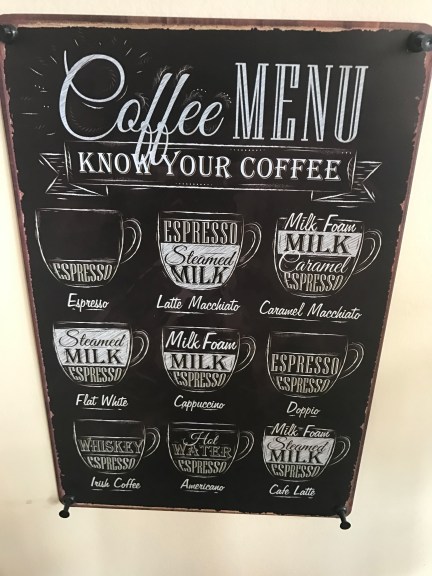 Coffee MENU
KNOW YOUR COFFEE
ESPRESSO
Espresso
ESPRESSO
Steamed
MILK
Latte Macchiato
Milk Foam
MILK
Caramel
ESPRESSO
Caramel Macchiato
Steamed
MILK
ESPRESSO
Flat White
Milk Foam
MILK
ESPRESSO
Cappuccino
ESPRESSO
ESPRESSO
Doppio
WHISKEY
ESPRESSO
Irish Coffee
Hot
WATER
ESPRESSO
Americano
Milk Foam
Steamed
MILK
ESPRESSO
Cafe Latte